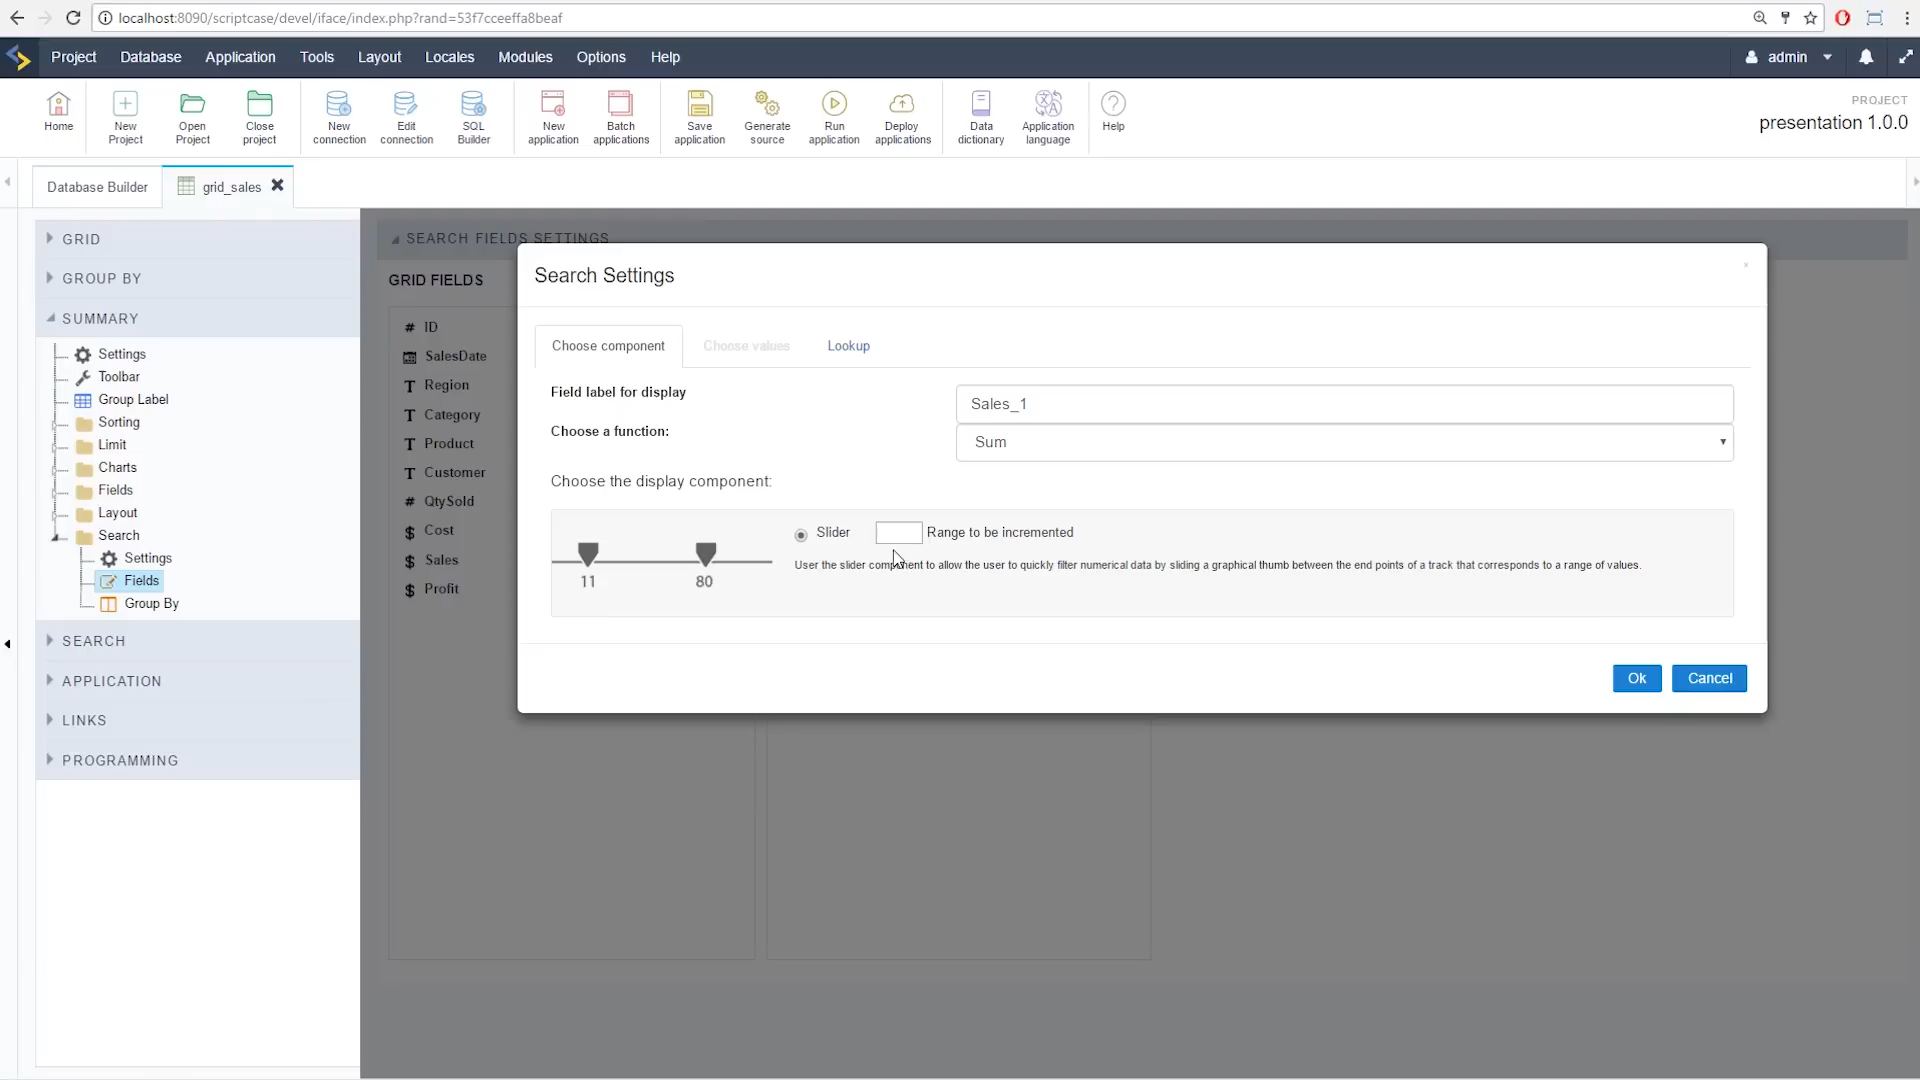 localhost:8090/scriptcase/devel/iface/index.php?rand=53f7cceeffa8beaf
Project Database Application Tools Layout Locales Modules Options Help admin
Home
New Project
Open Project
Close project
New connection
Edit connection
SQL Builder
New application
Batch applications
Save application
Generate source
Run application
Deploy applications
Data dictionary
Application language
Help
PROJECT
presentation 1.0.0
Database Builder
grid_sales
GRID
GROUP BY
SUMMARY
Settings
Toolbar
Group Label
Sorting
Limit
Charts
Fields
Layout
Search
Settings
Fields
Group By
SEARCH
APPLICATION
LINKS
PROGRAMMING
SEARCH FIELDS SETTINGS
GRID FIELDS
# ID
SalesDate
T Region
T Category
T Product
T Customer
# QtySold
$ Cost
$ Sales
$ Profit
Search Settings
Choose component
Choose values
Lookup
Field label for display
Sales_1
Choose a function:
Sum
Choose the display component:
11 80
Slider
Range to be incremented
User the slider component to allow the user to quickly filter numerical data by sliding a graphical thumb between the end points of a track that corresponds to a range of values.
Ok
Cancel